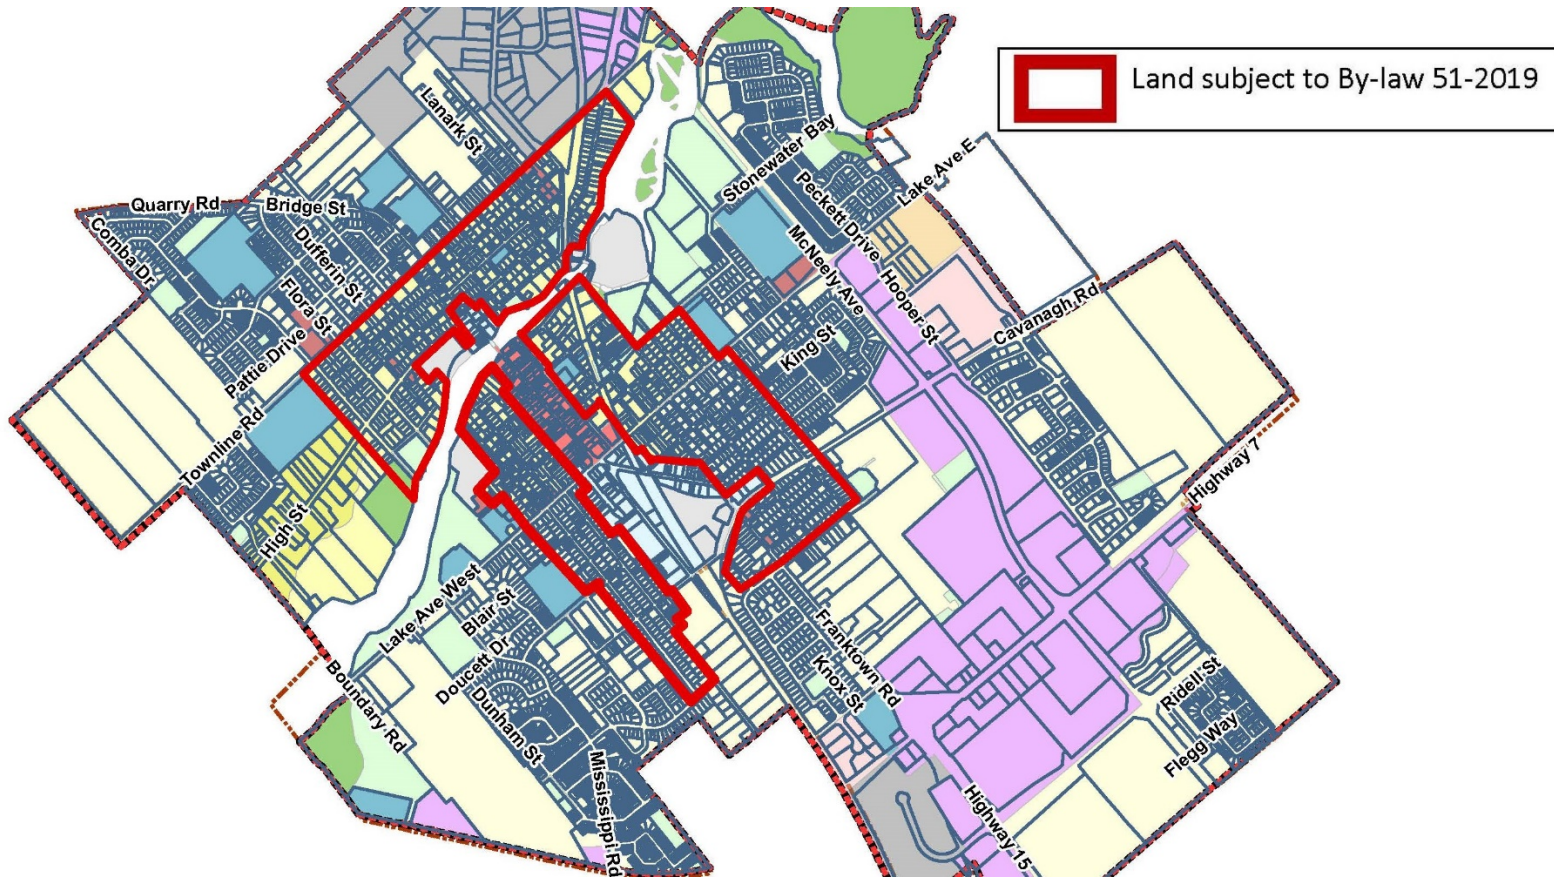 Land subject to By-law 51-2019
Lanark St
Stonewater Bay
Lake Ave E
Quarry Rd
Bridge St
Comba Dr
Dufferin St
Flora St
Peckett Drive
McNeely Ave
Hooper St
Cavanagh Rd
Pattie Drive
King St
Townline Rd
High St
Highway 7
Lake Ave West
Blair St
Doucett Dr
Boundary Rd
Dunham St
Franktown Rd
Knox St
Ridell St
Flegg Way
Mississippi Rd
Highway 15